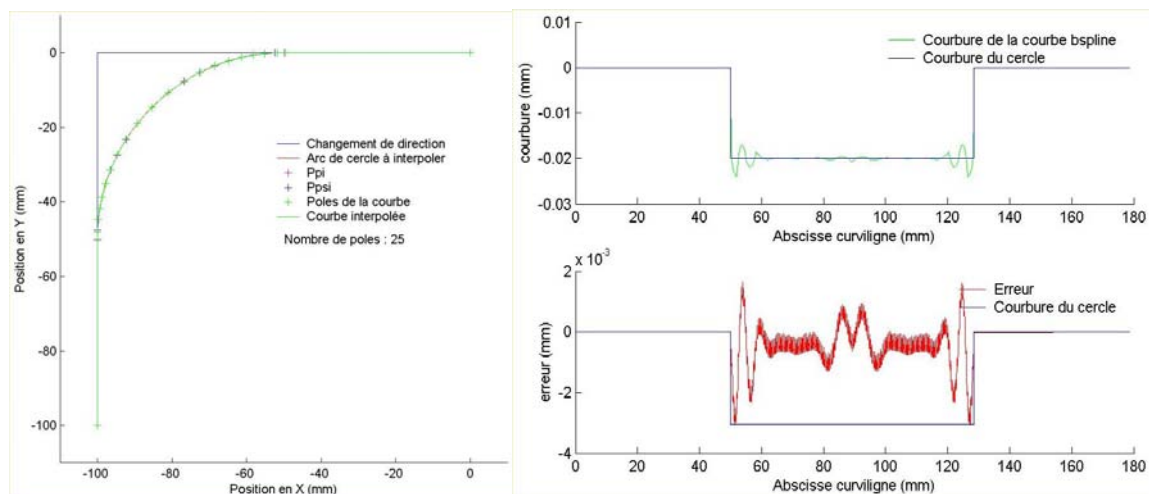 0
-20
-40
-60
-80
-100
Position en Y (mm)
-100
-80
-60
-40
-20
0
Position en X (mm)
Changement de direction
Arc de cercle à interpoler
Ppi
Ppsi
Poles de la courbe
Courbe interpolée
Nombre de poles : 25
0.01
0
-0.01
-0.02
-0.03
courbure (mm)
Courbure de la courbe bspline
Courbure du cercle
0
20
40
60
80
100
120
140
160
180
Abscisse curviligne (mm)
x 10-3
2
0
-2
-4
erreur (mm)
Erreur
Courbure du cercle
0
20
40
60
80
100
120
140
160
180
Abscisse curviligne (mm)